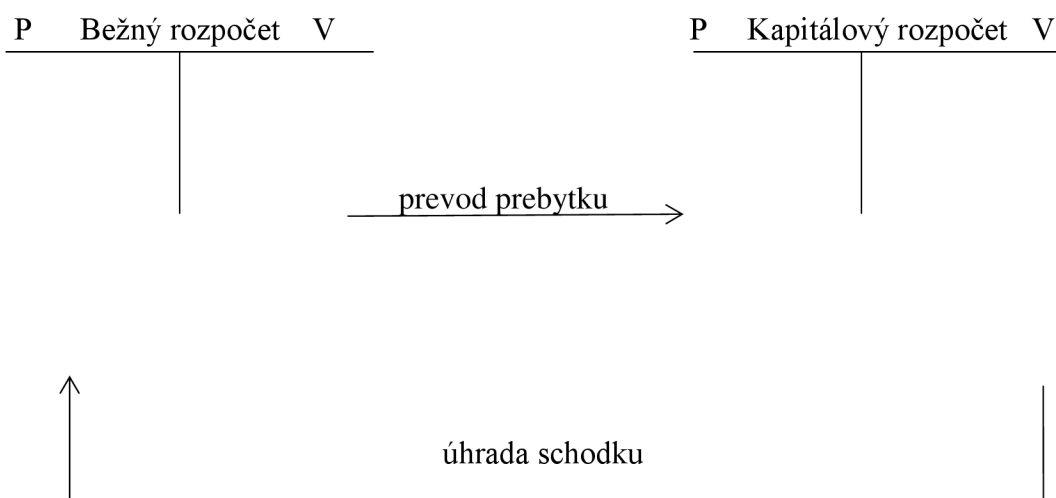 P Bežný rozpočet V
P Kapitálový rozpočet V
prevod prebytku
úhrada schodku